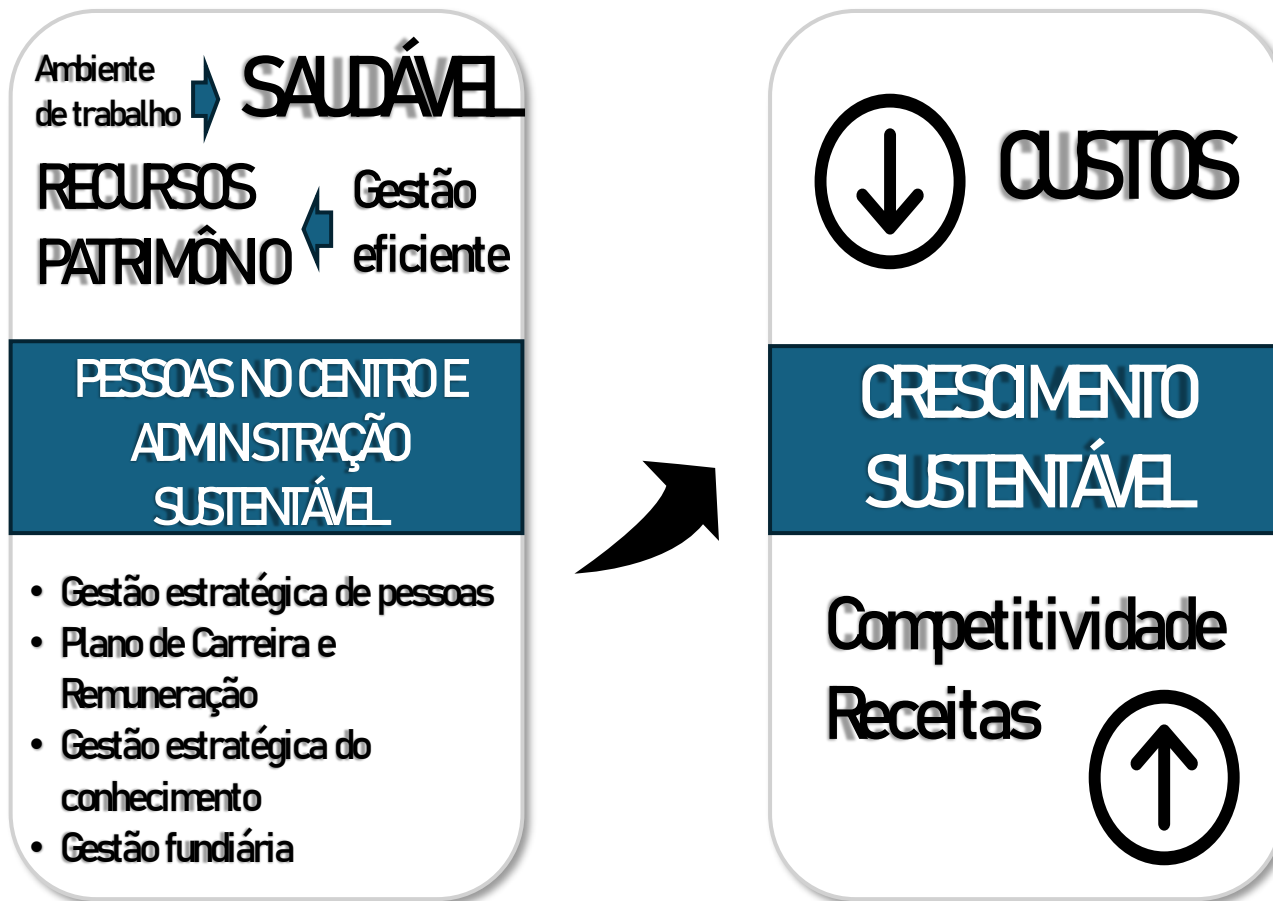 Ambiente
de trabalho
SAUDÁVEL
RECURSOS
PATRIMÔNIO
Gestão
eficiente
PESSOAS NO CENTRO E
ADMINISTRAÇÃO
SUSTENTÁVEL
• Gestão estratégica de pessoas
• Plano de Carreira e
Remuneração
• Gestão estratégica do
conhecimento
• Gestão fundiária
CUSTOS
CRESCIMENTO
SUSTENTÁVEL
Competitividade
Receitas